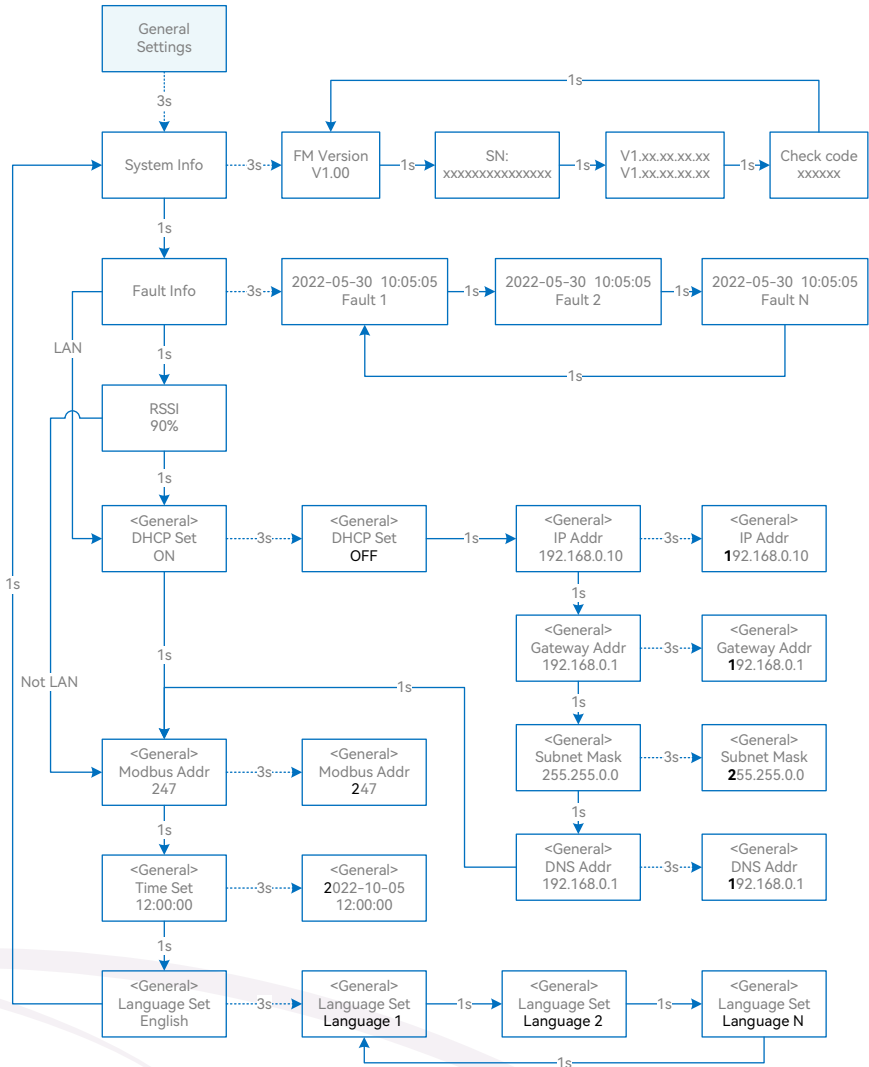 General
Settings
3s
1s
System Info
3s
FM Version
V1.00
1s
SN:
xxxxxxxxxxxxxxx
1s
V1.xx.xx.xx.xx
V1.xx.xx.xx.xx
1s
Check code
xxxxxx
1s
Fault Info
3s
2022-05-30 10:05:05
Fault 1
1s
2022-05-30 10:05:05
Fault 2
1s
2022-05-30 10:05:05
Fault N
LAN
1s
1s
RSSI
90%
1s
<General>
DHCP Set
ON
3s
<General>
DHCP Set
OFF
1s
<General>
IP Addr
192.168.0.10
3s
<General>
IP Addr
192.168.0.10
1s
1s
<General>
Gateway Addr
192.168.0.1
3s
<General>
Gateway Addr
192.168.0.1
1s
Not LAN
1s
1s
<General>
Modbus Addr
247
3s
<General>
Modbus Addr
247
<General>
Subnet Mask
255.255.0.0
3s
<General>
Subnet Mask
255.255.0.0
1s
1s
<General>
Time Set
12:00:00
3s
<General>
2022-10-05
12:00:00
<General>
DNS Addr
192.168.0.1
3s
<General>
DNS Addr
192.168.0.1
1s
<General>
Language Set
English
3s
<General>
Language Set
Language 1
1s
<General>
Language Set
Language 2
1s
<General>
Language Set
Language N
1s